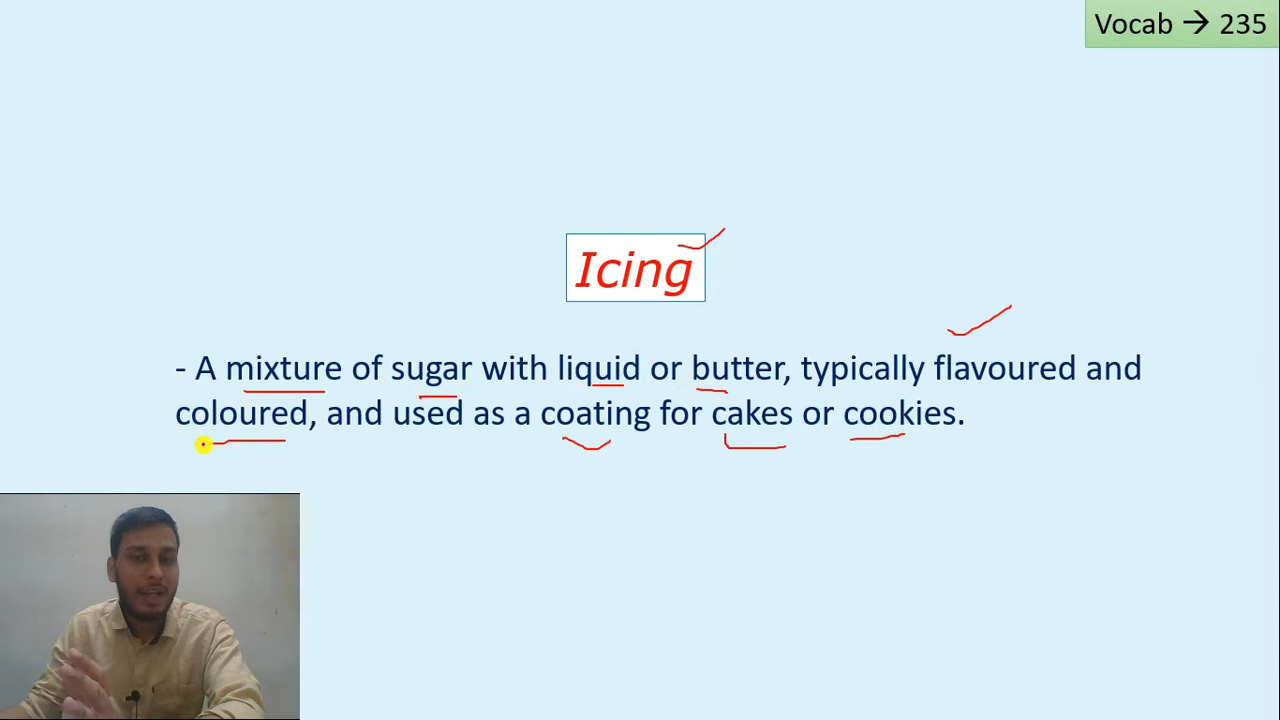 Vocab → 235
Icing
- A mixture of sugar with liquid or butter, typically flavoured and
coloured, and used as a coating for cakes or cookies.